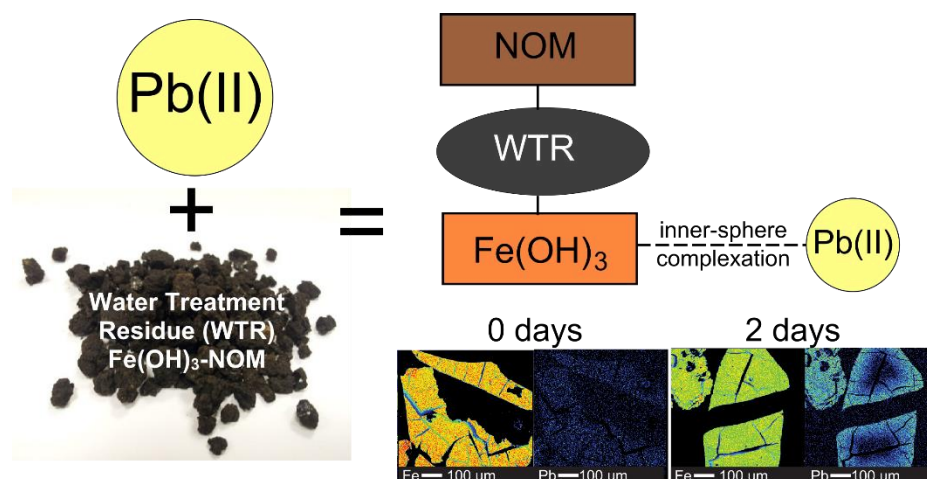 Pb(II)
+
Water Treatment
Residue (WTR)
Fe(OH)₃-NOM
=
NOM
WTR
Fe(OH)₃
inner-sphere
complexation
Pb(II)
0 days
2 days
Fe 100 um
Pb 100 um
Fe 100 um
Pb 100 um